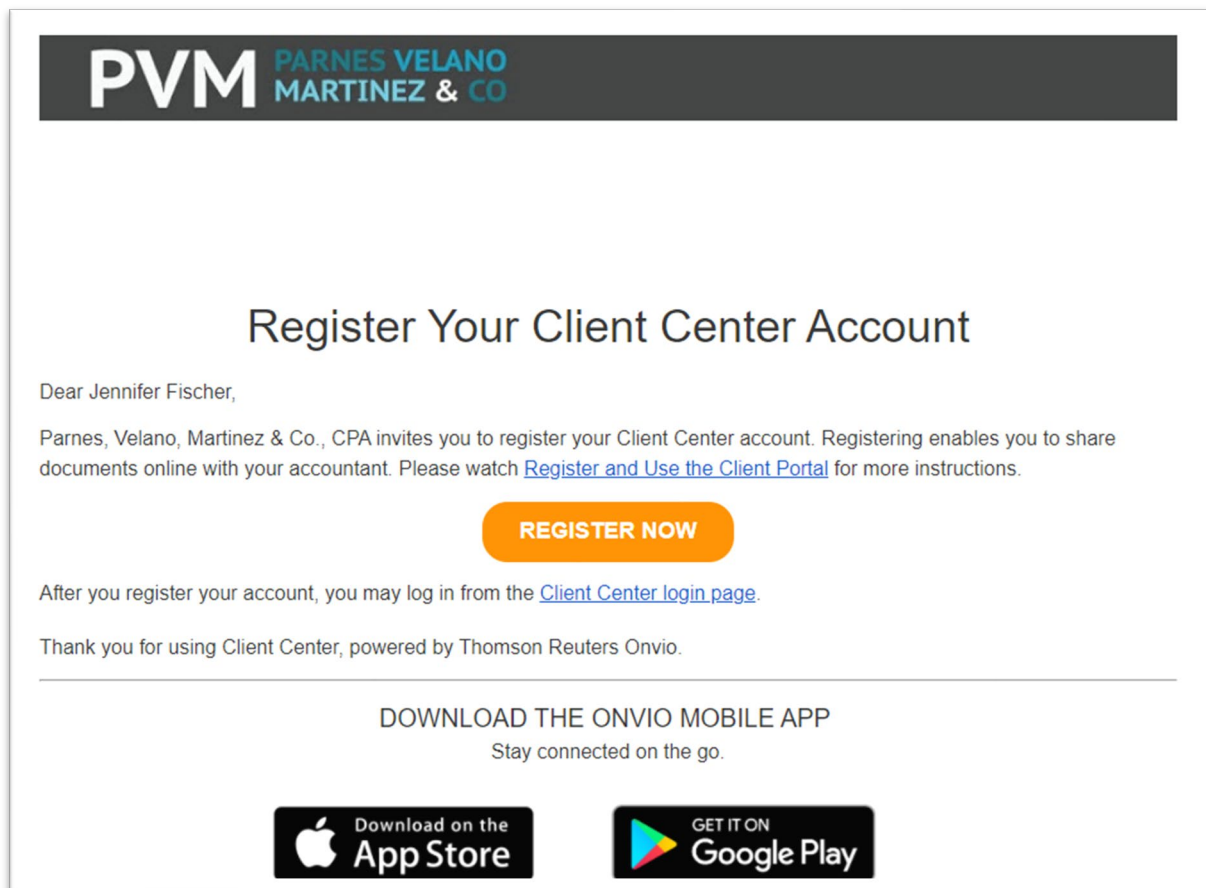 PVM PARNES VELANO
MARTINEZ & CO
Register Your Client Center Account
Dear Jennifer Fischer,
Parnes, Velano, Martinez & Co., CPA invites you to register your Client Center account. Registering enables you to share
documents online with your accountant. Please watch Register and Use the Client Portal for more instructions.
REGISTER NOW
After you register your account, you may log in from the Client Center login page.
Thank you for using Client Center, powered by Thomson Reuters Onvio.
DOWNLOAD THE ONVIO MOBILE APP
Stay connected on the go.
Download on the
App Store
GET IT ON
Google Play